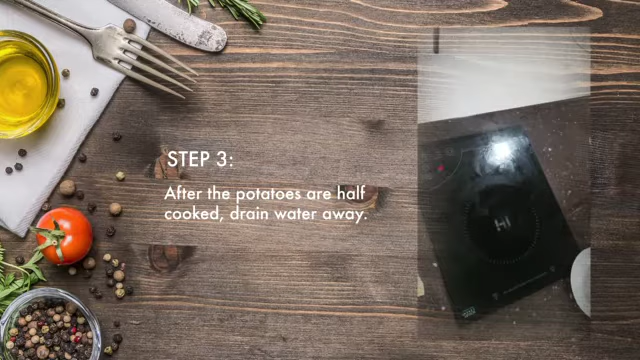 STEP 3:
After the potatoes are half
cooked, drain water away.